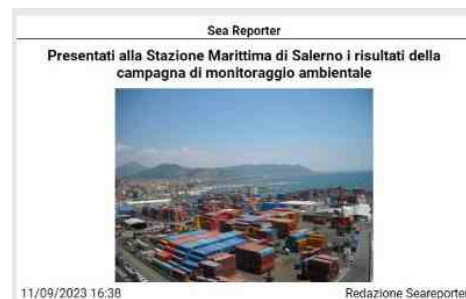 Sea Reporter
Presentati alla Stazione Marittima di Salerno i risultati della
campagna di monitoraggio ambientale
11/09/2023 16:38
Redazione Seareporter